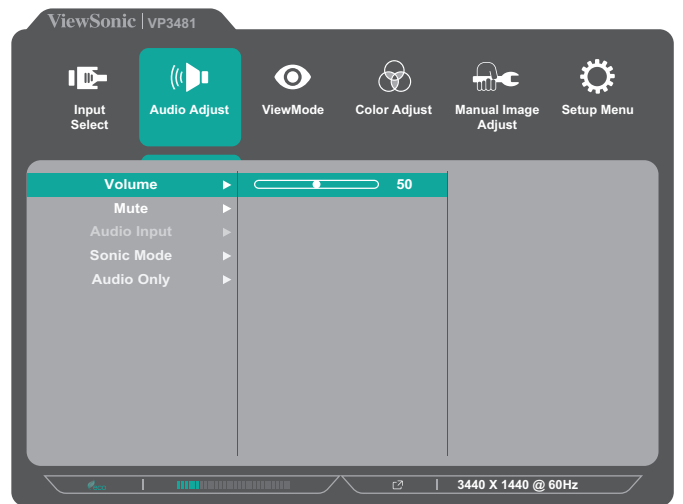 ViewSonic | VP3481
Input Select
Audio Adjust
ViewMode
Color Adjust
Manual Image Adjust
Setup Menu
Volume 50
Mute
Audio Input
Sonic Mode
Audio Only
3440 X 1440 @ 60Hz